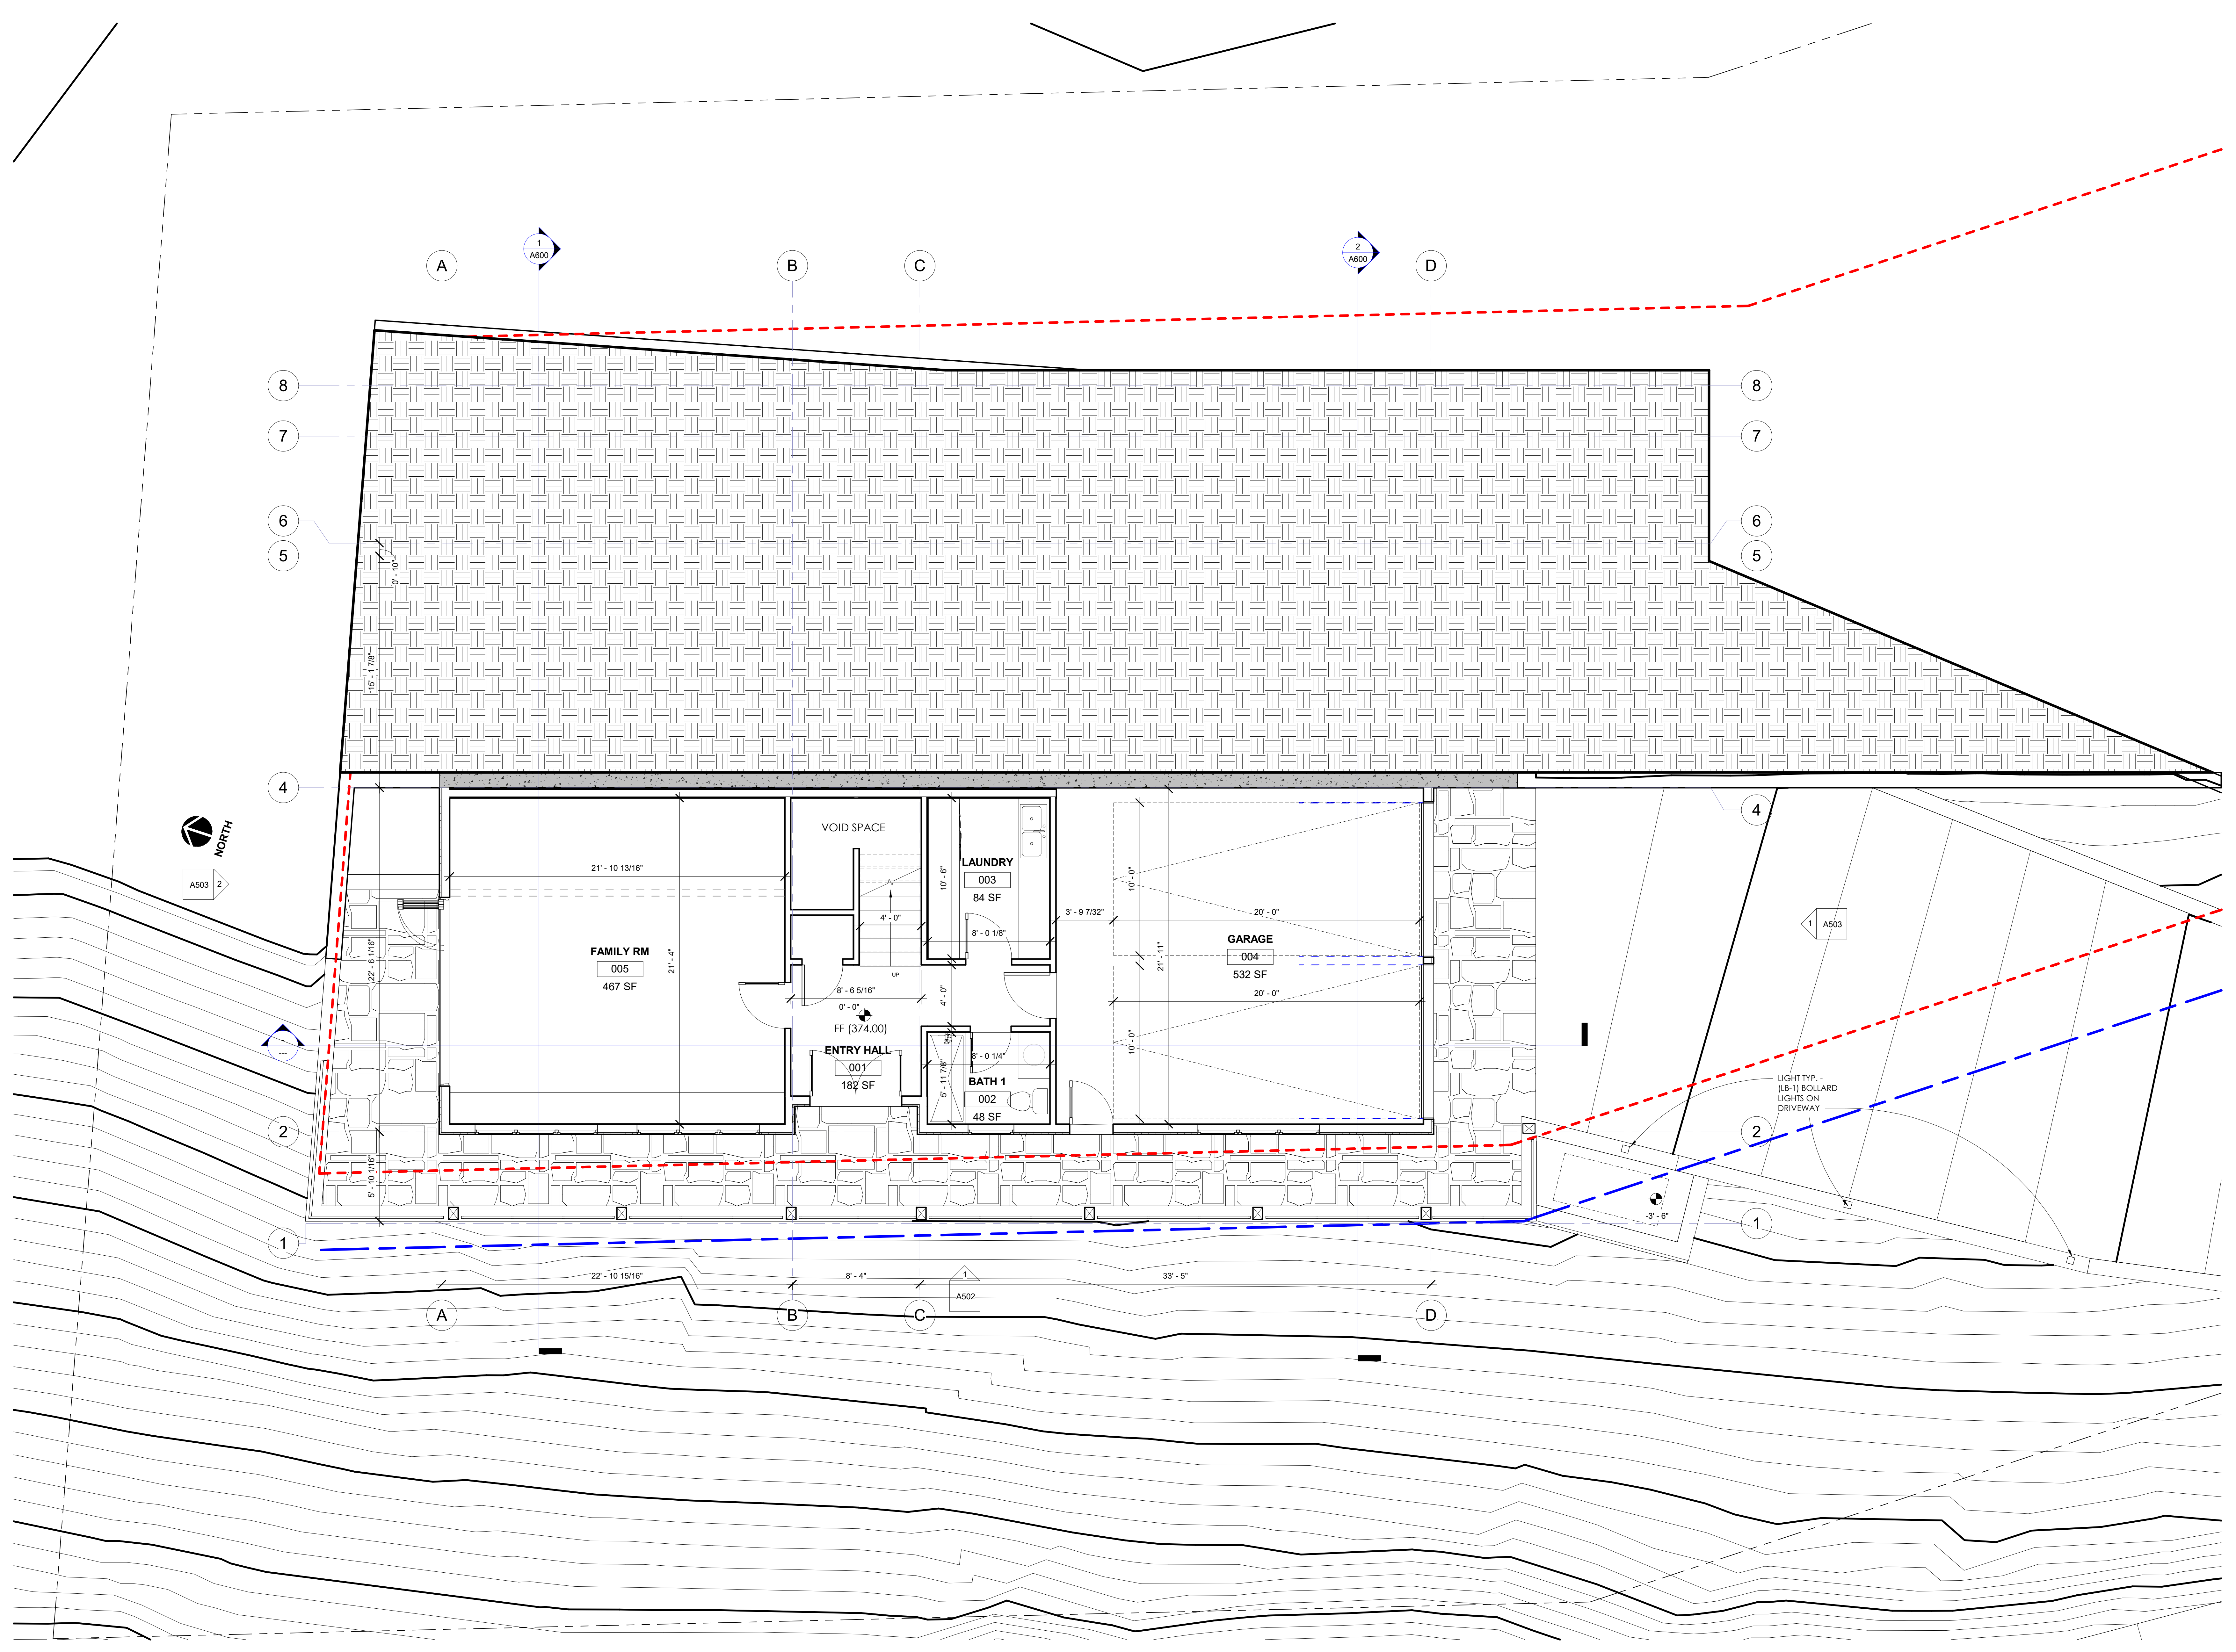 1
A600
2
A600
A
B
C
D
8
8
7
7
6
6
5
5
0' - 10"
15' - 1 7/8"
4
4
NORTH
A503
2
VOID SPACE
21' - 10 13/16"
21' - 4"
LAUNDRY
003
84 SF
10' - 6"
4' - 0"
8' - 0 1/8"
3' - 9 7/32"
10' - 0"
20' - 0"
GARAGE
004
532 SF
21' - 11"
20' - 0"
10' - 0"
1
A503
FAMILY RM
005
467 SF
22' - 6 1/16"
UP
8' - 6 5/16"
0' - 0"
FF (374.00)
4' - 0"
ENTRY HALL
001
182 SF
8' - 0 1/4"
5' - 11 7/8"
BATH 1
002
48 SF
-
---
LIGHT TYP. -
(LB-1) BOLLARD
LIGHTS ON
DRIVEWAY
2
2
5' - 10 1/16"
-3' - 6"
1
1
22' - 10 15/16"
8' - 4"
33' - 5"
1
A502
A
B
C
D